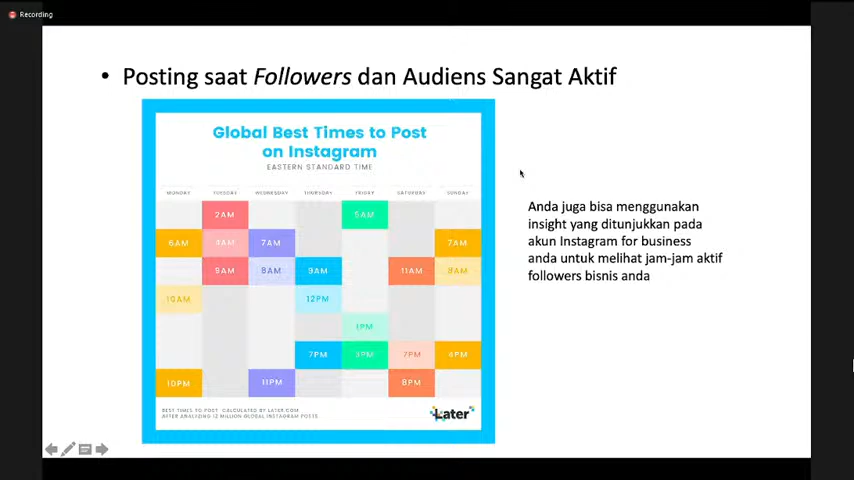 Recording
• Posting saat Followers dan Audiens Sangat Aktif
Global Best Times to Post
on Instagram
EASTERN STANDARD TIME
MONDAY TUESDAY WEDNESDAY THURSDAY FRIDAY SATURDAY SUNDAY
2AM 5AM
6AM 4AM 7AM 7AM
9AM 8AM 9AM 11AM 8AM
10AM 12PM
1PM
7PM 3PM 7PM 4PM
10PM 11PM 8PM
BEST TIMES TO POST CALCULATED BY LATER.COM
AFTER ANALYZING 12 MILLION GLOBAL INSTAGRAM POSTS
Later
Anda juga bisa menggunakan
insight yang ditunjukkan pada
akun Instagram for business
anda untuk melihat jam-jam aktif
followers bisnis anda